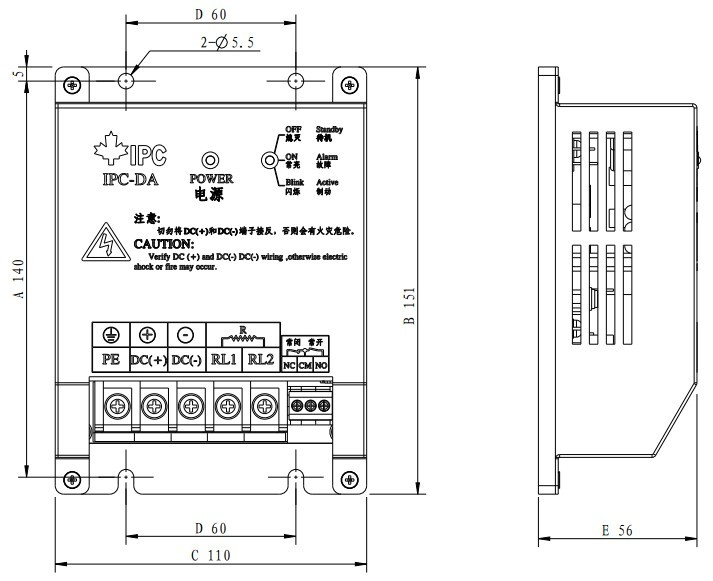 D 60
2-Ø5.5
5
OFF Standby
熄灭 待机
IPC
ON Alarm
常亮 故障
IPC-DA
POWER
电源
Blink Active
闪烁 制动
注意:
切勿将DC(+)和DC(-)端子接反，否则会有火灾危险。
CAUTION:
Verify DC (+) and DC(-) DC(-) wiring ,otherwise electric
shock or fire may occur.
A 140
B 151
+ - R
常闭 常开
PE DC(+) DC(-) RL1 RL2
NC CM NO
D 60
C 110
E 56